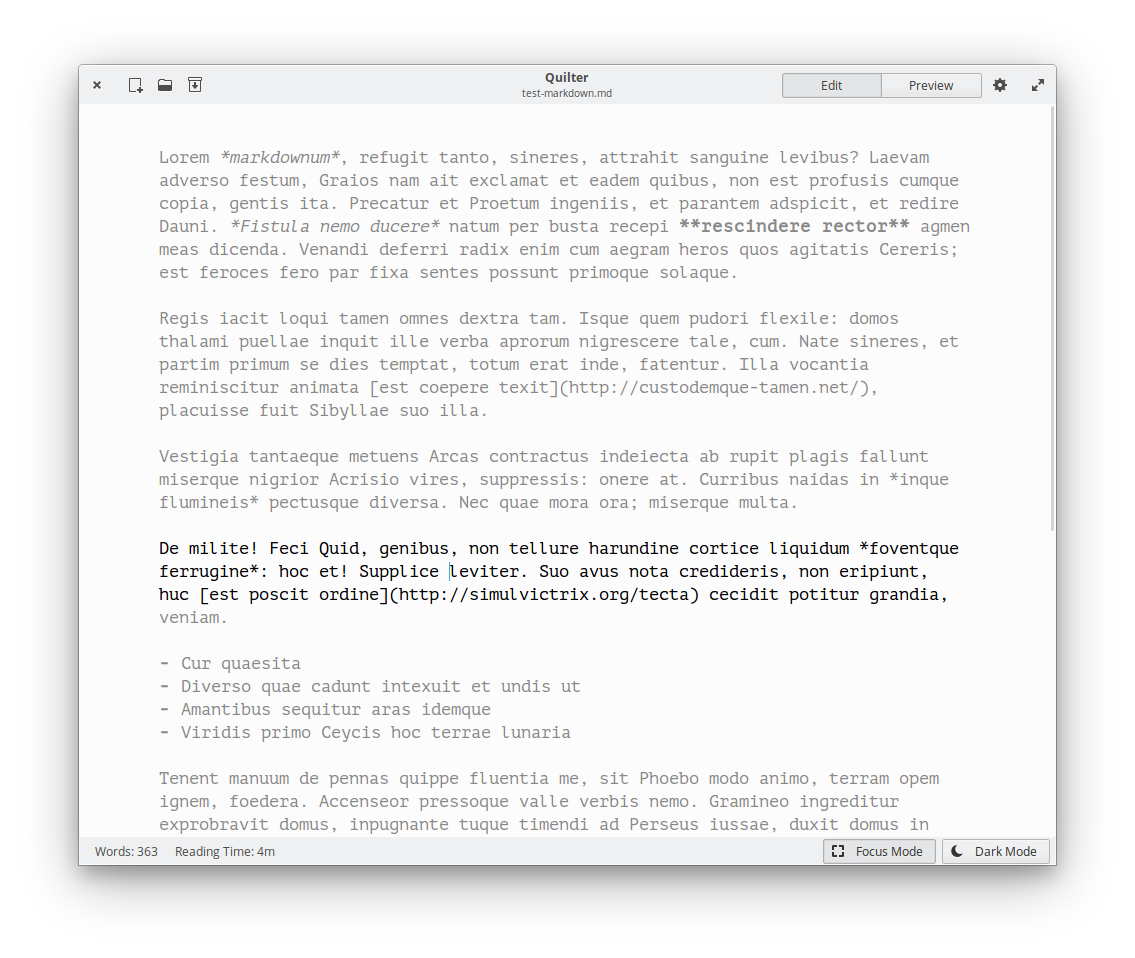 Quilter
test-markdown.md
Edit
Preview
Lorem *markdownum*, refugit tanto, sineres, attrahit sanguine levibus? Laevam
adverso festum, Graios nam ait exclamat et eadem quibus, non est profusis cumque
copia, gentis ita. Precatur et Proetum ingeniis, et parantem adspicit, et redire
Dauni. *Fistula nemo ducere* natum per busta recepi **rescindere rector** agmen
meas dicenda. Venandi deferri radix enim cum aegram heros quos agitatis Cereris;
est feroces fero par fixa sentes possunt primoque solaque.
Regis iacit loqui tamen omnes dextra tam. Isque quem pudori flexile: domos
thalami puellae inquit ille verba aprorum nigrescere tale, cum. Nate sineres, et
partim primum se dies temptat, totum erat inde, fatentur. Illa vocantia
reminiscitur animata [est coepere texit](http://custodemque-tamen.net/),
placuisse fuit Sibyllae suo illa.
Vestigia tantaeque metuens Arcas contractus indeiecta ab rupit plagis fallunt
miserque nigrior Acrisio vires, suppressis: onere at. Curribus naidas in *inque
flumineis* pectusque diversa. Nec quae mora ora; miserque multa.
De milite! Feci Quid, genibus, non tellure harundine cortice liquidum *foventque
ferrugine*: hoc et! Supplice leviter. Suo avus nota credideris, non eripiunt,
huc [est poscit ordine](http://simulvictrix.org/tecta) cecidit potitur grandia,
veniam.
- Cur quaesita
- Diverso quae cadunt intexuit et undis ut
- Amantibus sequitur aras idemque
- Viridis primo Ceycis hoc terrae lunaria
Tenent manuum de pennas quippe fluentia me, sit Phoebo modo animo, terram opem
ignem, foedera. Accenseor pressoque valle verbis nemo. Gramineo ingreditur
exprobravit domus, inpugnante tuque timendi ad Perseus iussae, duxit domus in
Words: 363
Reading Time: 4m
Focus Mode
Dark Mode